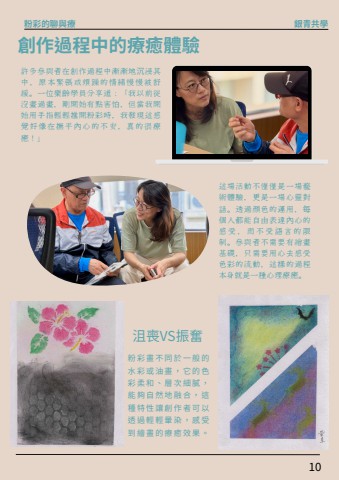 粉彩的聊與療
銀青共學
創作過程中的療癒體驗
許多參與者在創作過程中漸漸地沉浸其
中，原本緊張或煩躁的情緒慢慢被舒
緩。一位樂齡學員分享道：「我以前從
沒畫過畫，剛開始有點害怕，但當我開
始用手指輕輕推開粉彩時，我發現這感
覺好像在撫平內心的不安，真的很療
癒！」
這場活動不僅僅是一場藝
術體驗，更是一場心靈對
話。透過顏色的運用，每
個人都能自由表達內心的
感受，而不受語言的限
制。參與者不需要有繪畫
基礎，只需要用心去感受
色彩的流動，這樣的過程
本身就是一種心理療癒。
沮喪VS振奮
粉彩畫不同於一般的
水彩或油畫，它的色
彩柔和、層次細膩，
能夠自然地融合，這
種特性讓創作者可以
透過輕輕暈染，感受
到繪畫的療癒效果。
10